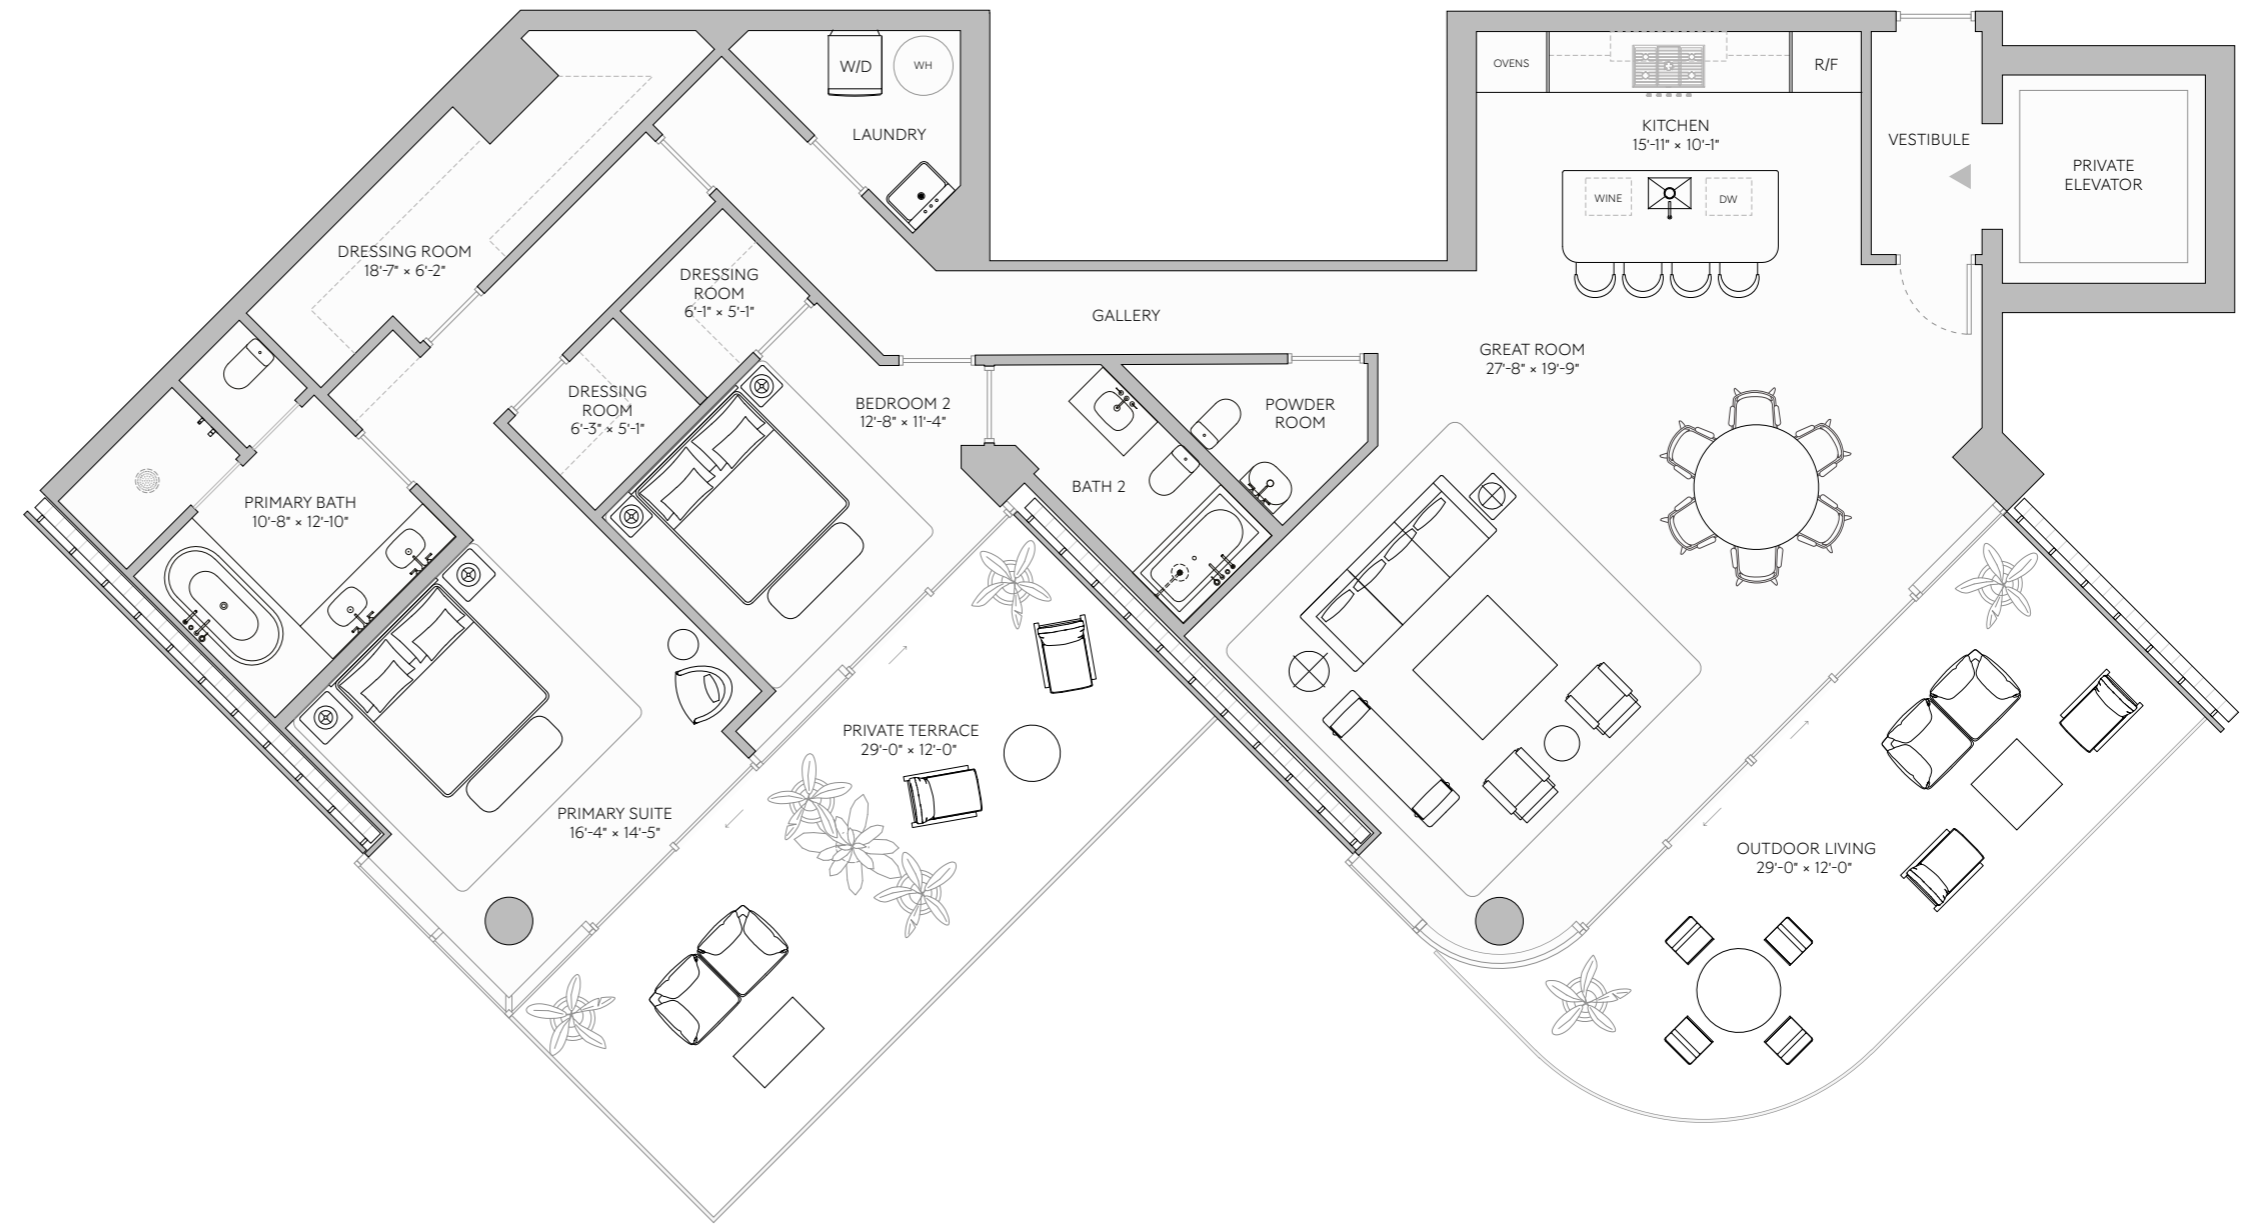 W/D
WH
LAUNDRY
OVENS
R/F
KITCHEN
15'-11" × 10'-1"
WINE
DW
VESTIBULE
PRIVATE
ELEVATOR
DRESSING ROOM
18'-7" × 6'-2"
DRESSING
ROOM
6'-1" × 5'-1"
GALLERY
GREAT ROOM
27'-8" × 19'-9"
DRESSING
ROOM
6'-3" × 5'-1"
BEDROOM 2
12'-8" × 11'-4"
POWDER
ROOM
BATH 2
PRIMARY BATH
10'-8" × 12'-10"
PRIVATE TERRACE
29'-0" × 12'-0"
PRIMARY SUITE
16'-4" × 14'-5"
OUTDOOR LIVING
29'-0" × 12'-0"